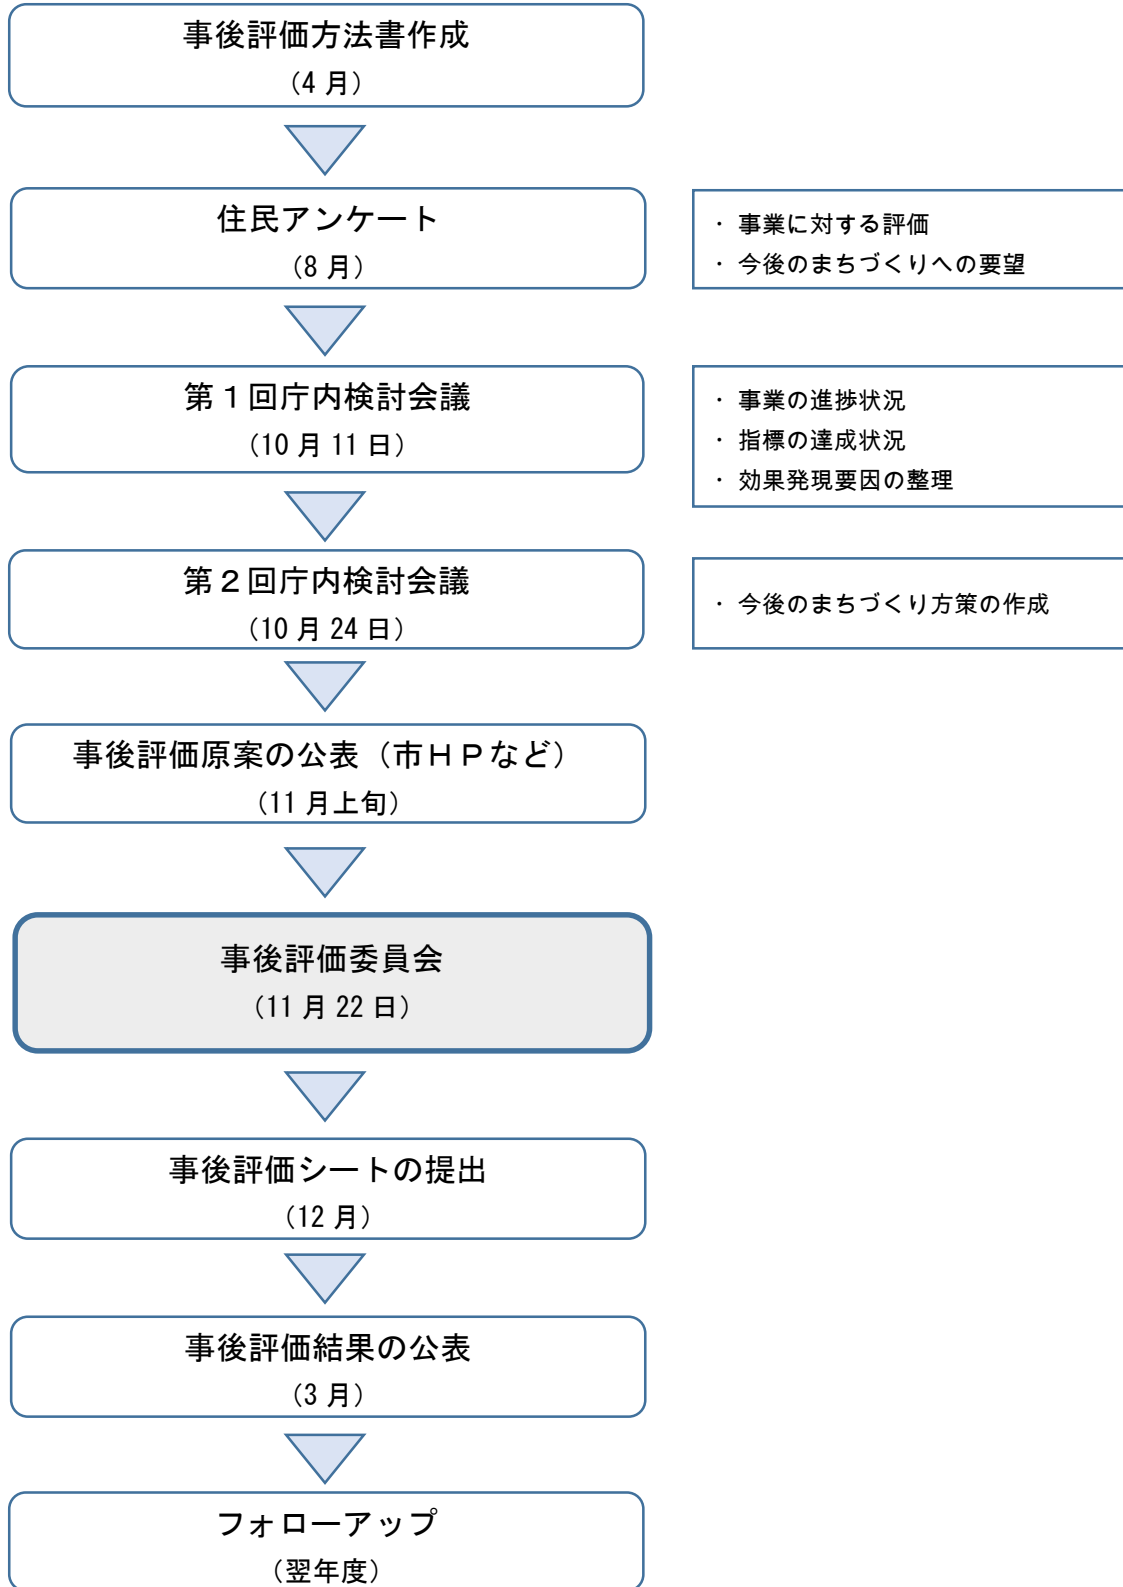 事後評価方法書作成
（4 月）
住民アンケート
（8 月）
・ 事業に対する評価
・ 今後のまちづくりへの要望
第１回庁内検討会議
（10 月 11 日）
・ 事業の進捗状況
・ 指標の達成状況
・ 効果発現要因の整理
第２回庁内検討会議
（10 月 24 日）
・ 今後のまちづくり方策の作成
事後評価原案の公表（市ＨＰなど）
（11 月上旬）
事後評価委員会
（11 月 22 日）
事後評価シートの提出
（12 月）
事後評価結果の公表
（3 月）
フォローアップ
（翌年度）